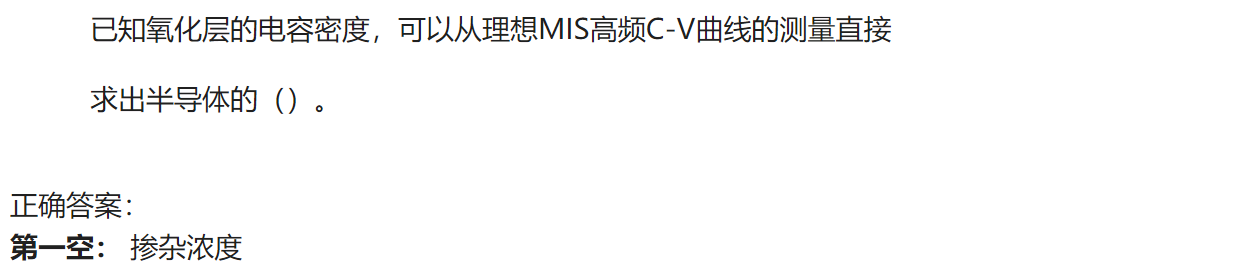 已知氧化层的电容密度，可以从理想MIS高频C-V曲线的测量直接
求出半导体的（）。
正确答案：
第一空： 掺杂浓度